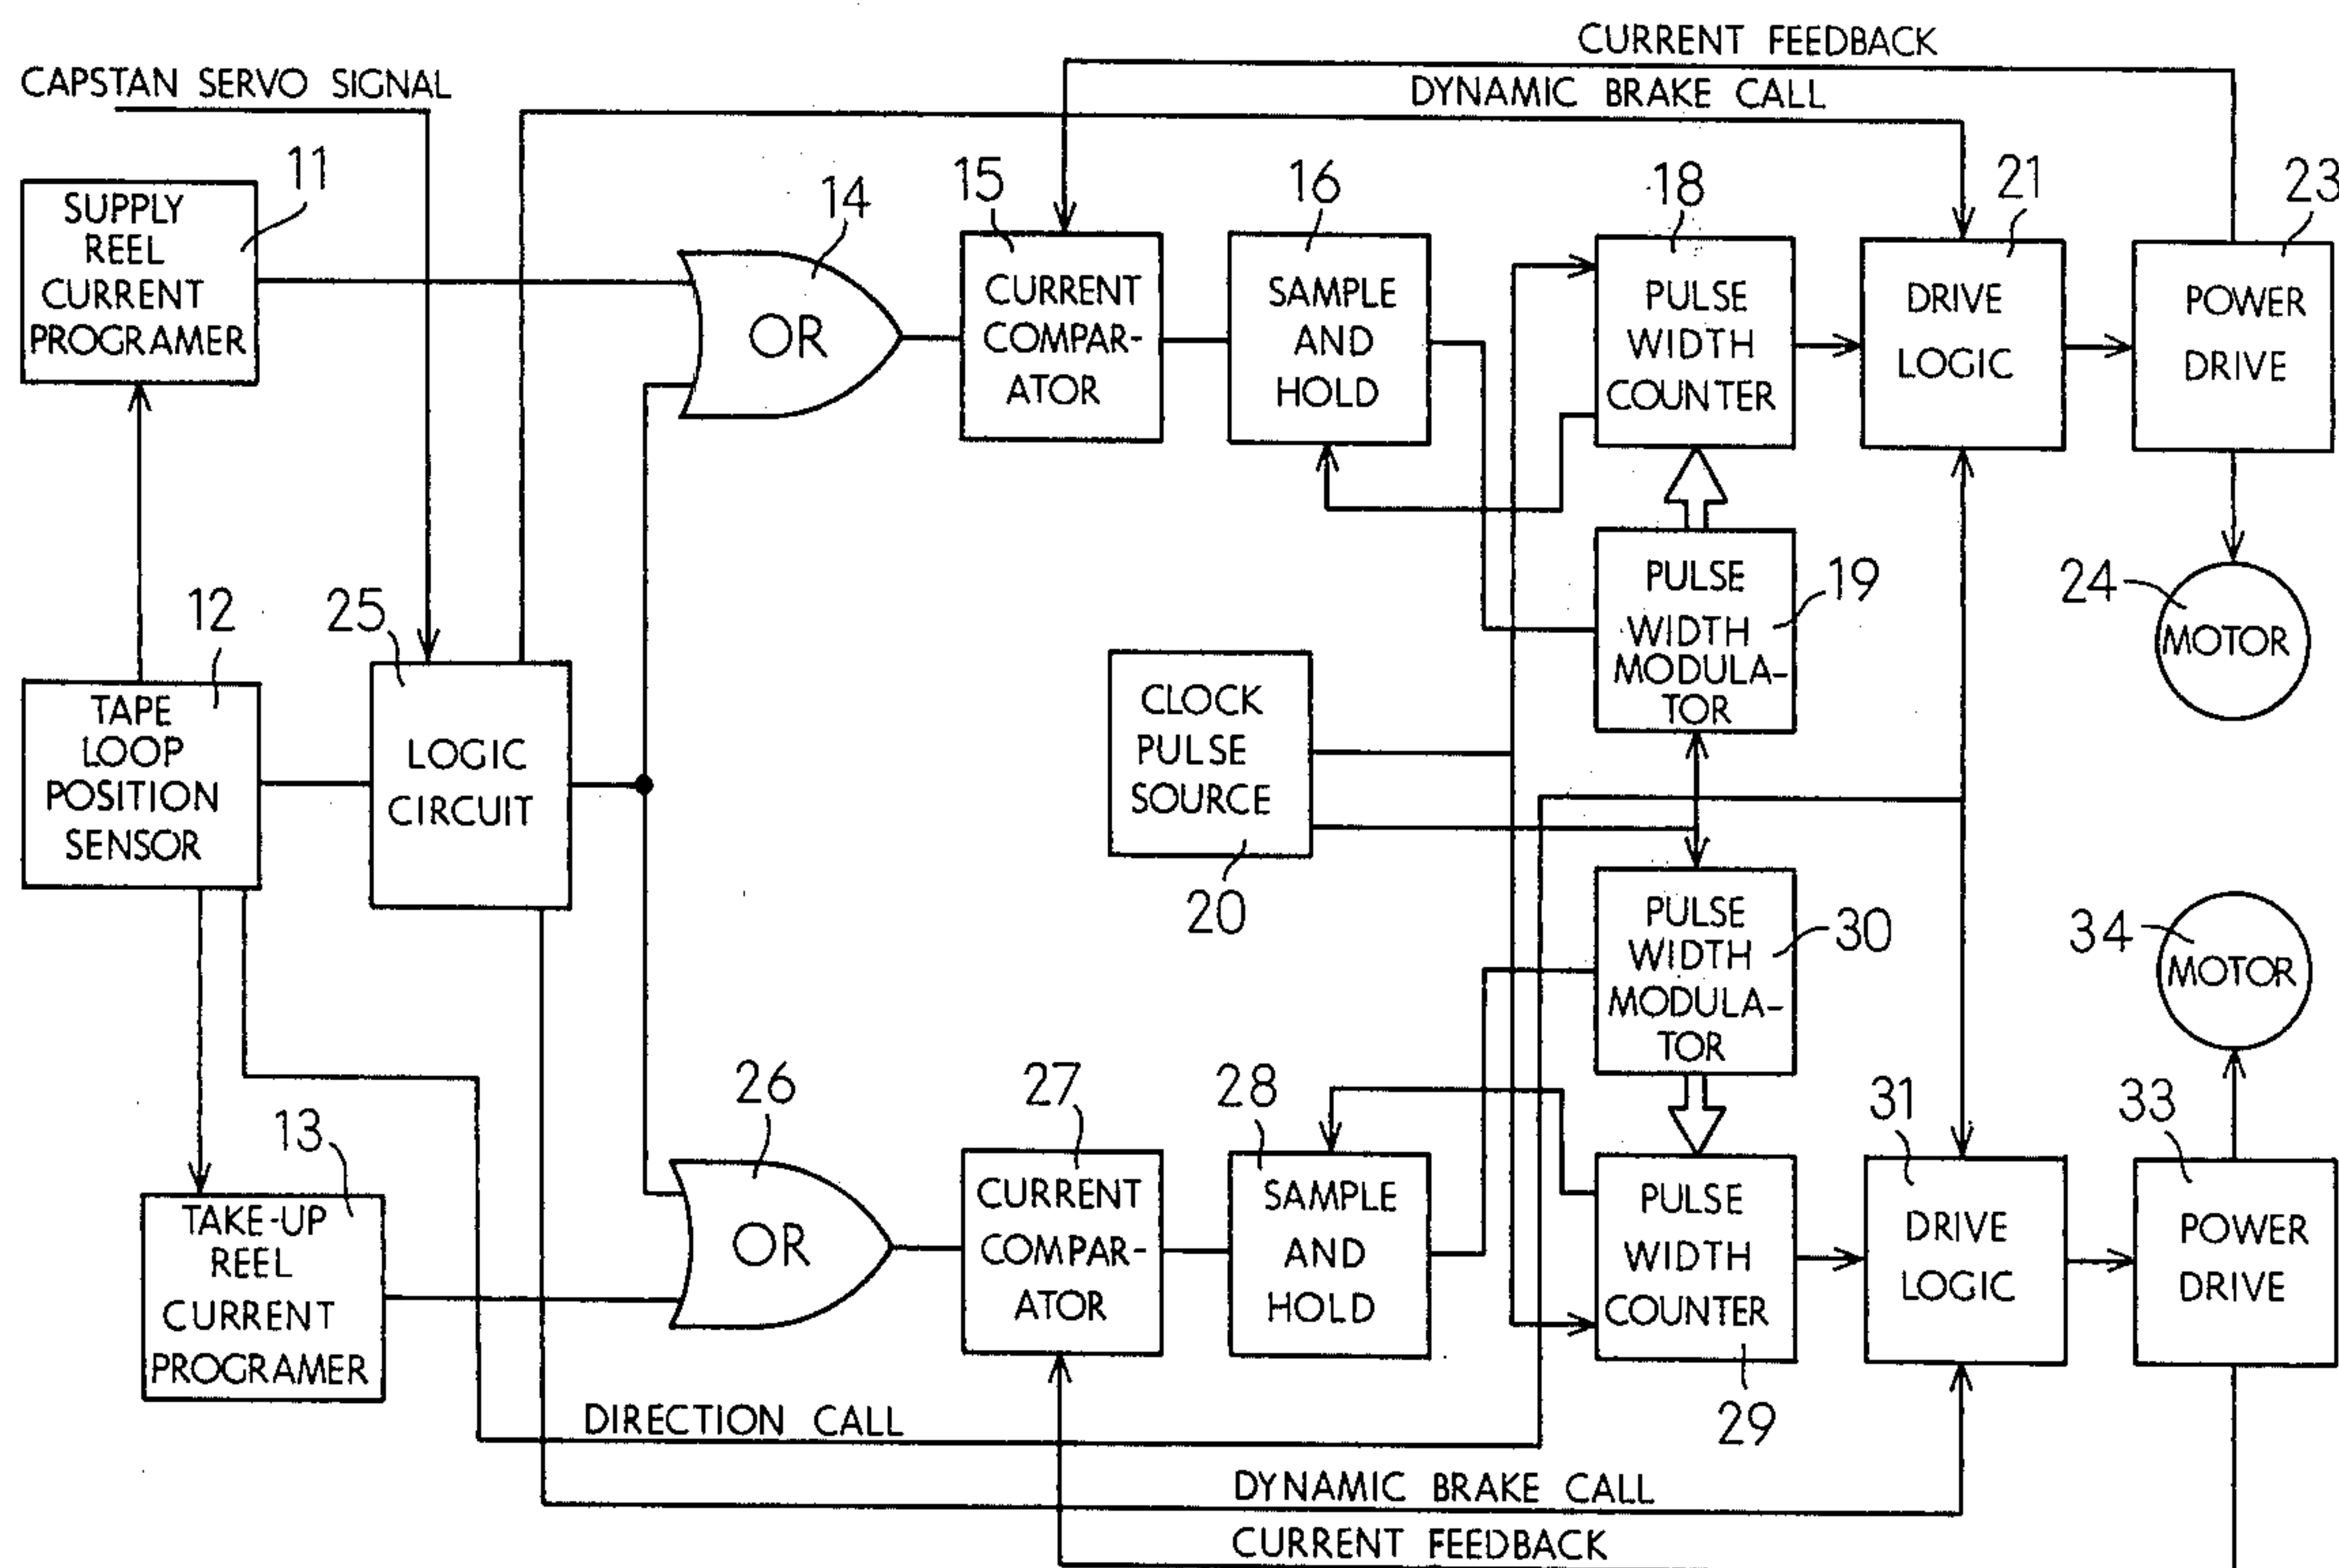 CURRENT FEEDBACK
CAPSTAN SERVO SIGNAL
DYNAMIC BRAKE CALL
11
SUPPLY
REEL
CURRENT
PROGRAMER
14
OR
15
CURRENT
COMPAR-
ATOR
16
SAMPLE
AND
HOLD
18
PULSE
WIDTH
COUNTER
21
DRIVE
LOGIC
23
POWER
DRIVE
12
TAPE
LOOP
POSITION
SENSOR
25
LOGIC
CIRCUIT
CLOCK
PULSE
SOURCE
20
19
PULSE
WIDTH
MODULA-
TOR
24
MOTOR
30
PULSE
WIDTH
MODULA-
TOR
34
MOTOR
13
TAKE-UP
REEL
CURRENT
PROGRAMER
26
OR
27
CURRENT
COMPAR-
ATOR
28
SAMPLE
AND
HOLD
PULSE
WIDTH
COUNTER
29
31
DRIVE
LOGIC
33
POWER
DRIVE
DIRECTION CALL
DYNAMIC BRAKE CALL
CURRENT FEEDBACK